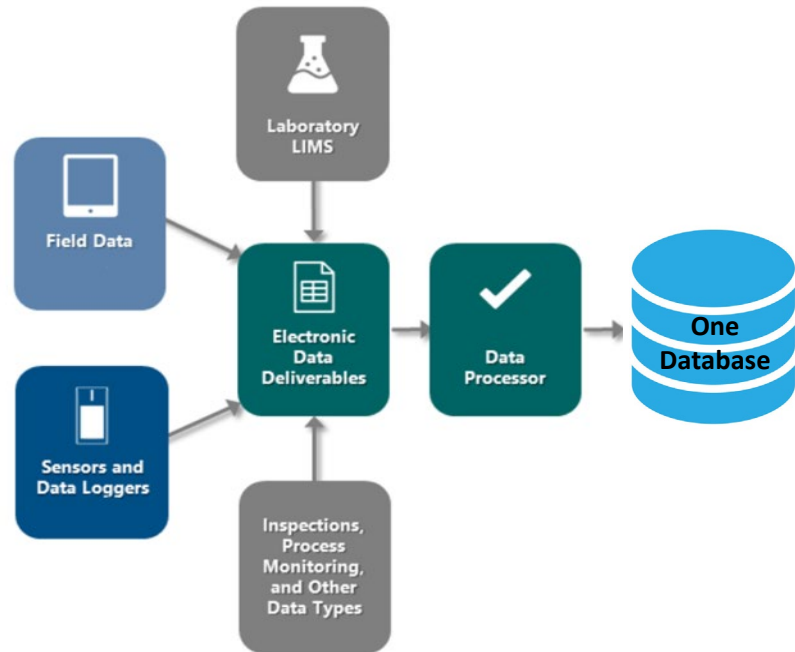 Laboratory
LIMS
Field Data
Electronic
Data
Deliverables
Data
Processor
One
Database
Sensors and
Data Loggers
Inspections,
Process
Monitoring,
and Other
Data Types